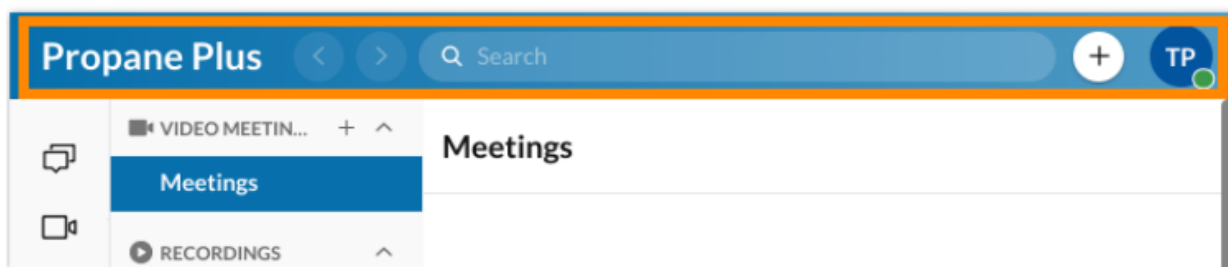 Propane Plus
Search
+
TP
VIDEO MEETIN... +
Meetings
RECORDINGS
Meetings